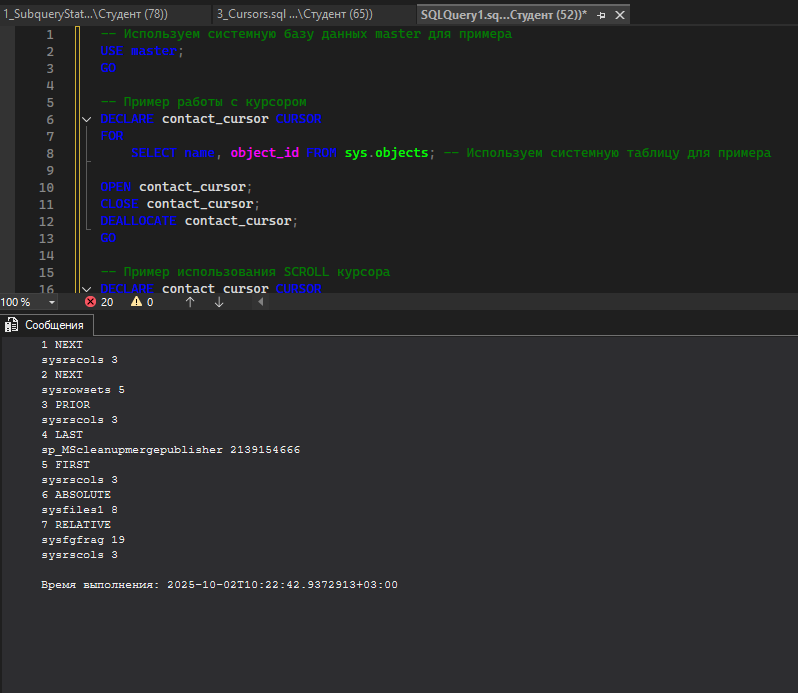 1_SubqueryStat...\Студент (78))
3_Cursors.sql ...\Студент (65))
SQLQuery1.sq...Студент (52))*
1 -- Используем системную базу данных master для примера
2 USE master;
3 GO
4
5 -- Пример работы с курсором
6 DECLARE contact_cursor CURSOR
7 FOR
8 SELECT name, object_id FROM sys.objects; -- Используем системную таблицу для примера
9
10 OPEN contact_cursor;
11 CLOSE contact_cursor;
12 DEALLOCATE contact_cursor;
13 GO
14
15 -- Пример использования SCROLL курсора
16 DECLARE contact_cursor CURSOR
100 % 20 0
Сообщения
1 NEXT
sysrscols 3
2 NEXT
sysrowsets 5
3 PRIOR
sysrscols 3
4 LAST
sp_MScleanupmergepublisher 2139154666
5 FIRST
sysrscols 3
6 ABSOLUTE
sysfiles1 8
7 RELATIVE
sysfgfrag 19
sysrscols 3
Время выполнения: 2025-10-02T10:22:42.9372913+03:00